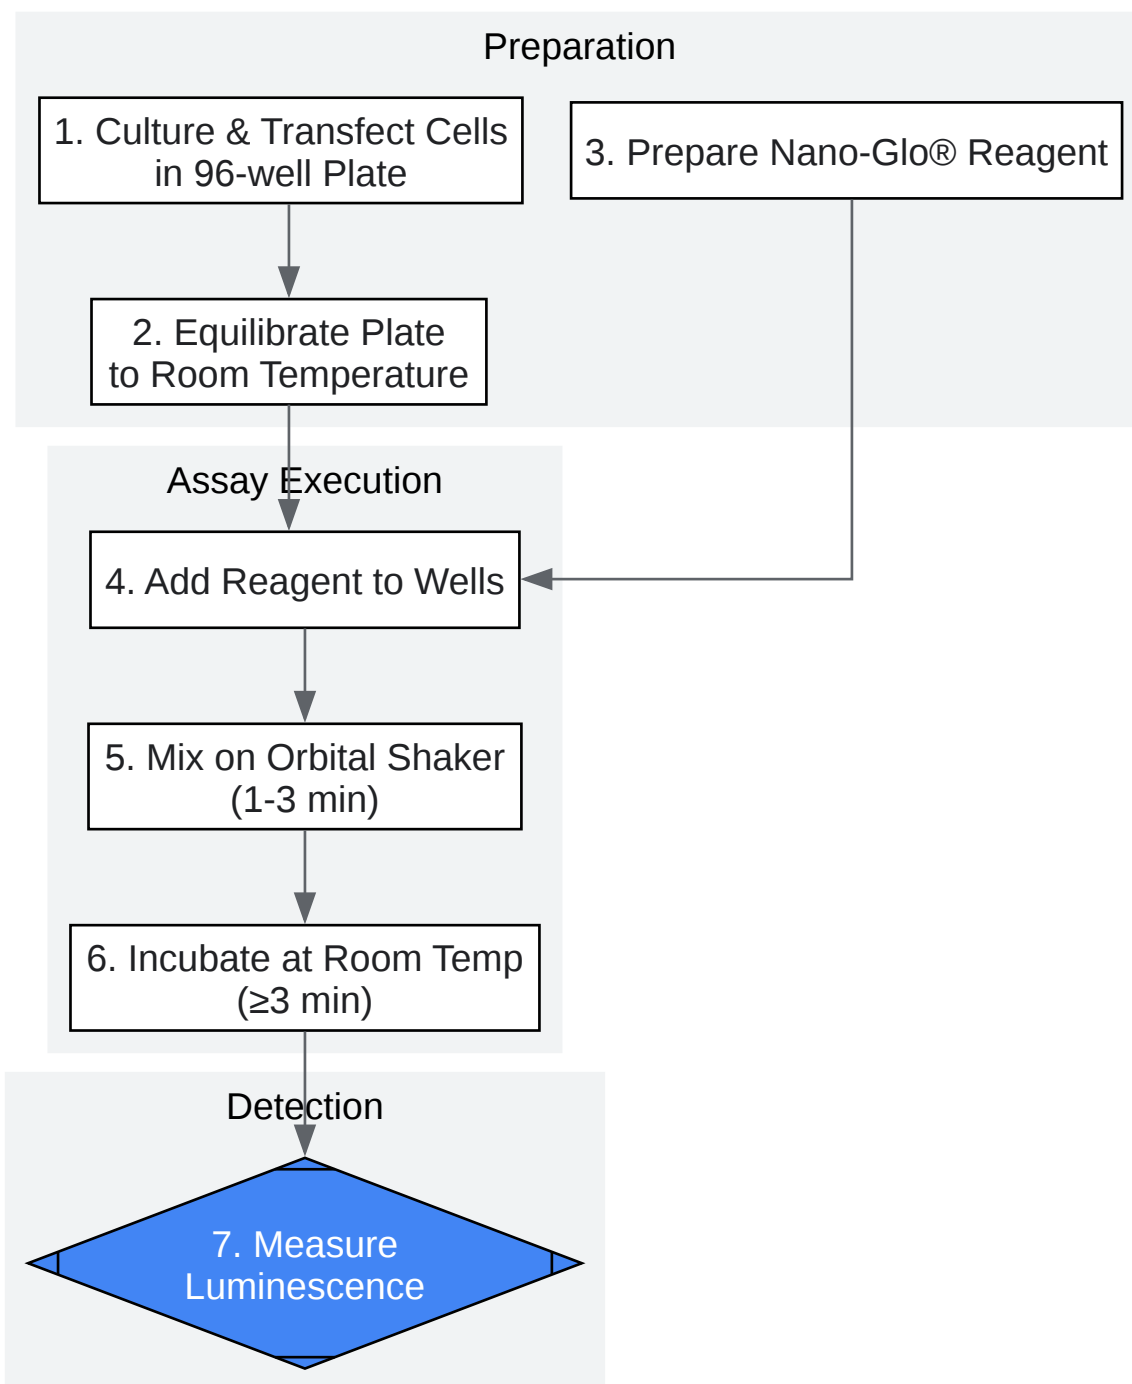 Preparation
1. Culture & Transfect Cells
in 96-well Plate
3. Prepare Nano-Glo® Reagent
2. Equilibrate Plate
to Room Temperature
Assay Execution
4. Add Reagent to Wells
5. Mix on Orbital Shaker
(1-3 min)
6. Incubate at Room Temp
(≥3 min)
Detection
7. Measure
Luminescence